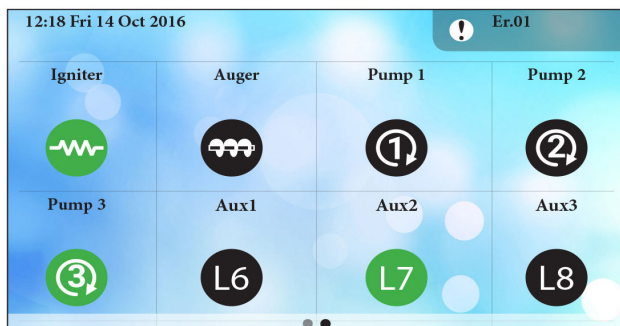 12:18 Fri 14 Oct 2016 ! Er.01
Igniter Auger Pump 1 Pump 2
1 2
Pump 3 Aux1 Aux2 Aux3
3 L6 L7 L8